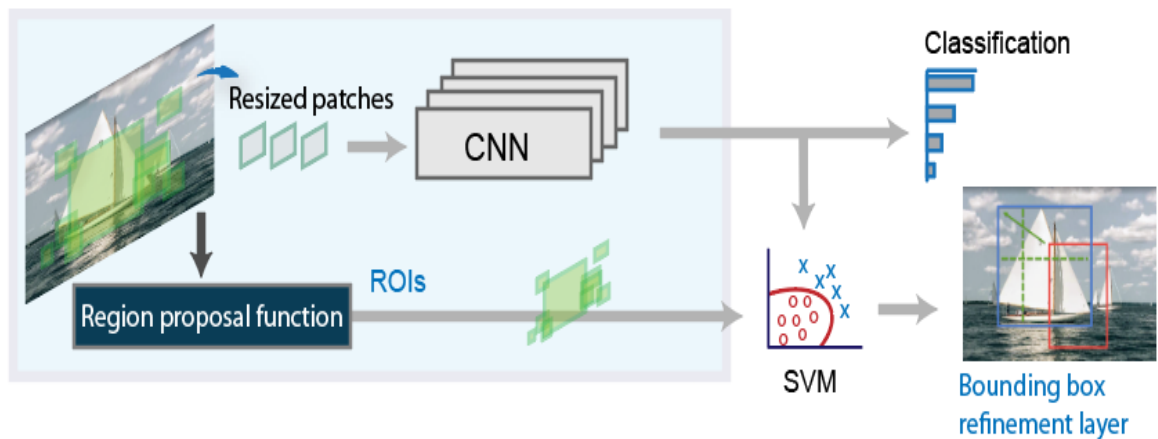 Classification
Resized patches
CNN
ROIs
Region proposal function
SVM
Bounding box
refinement layer